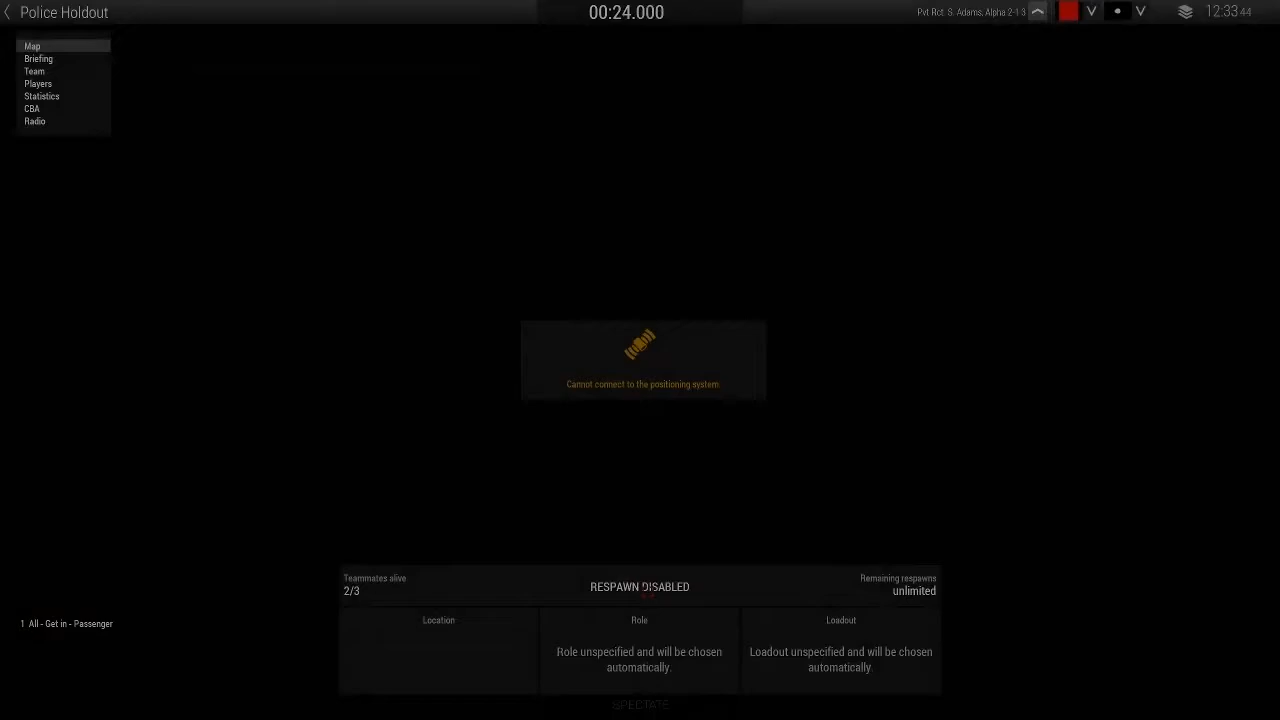 Police Holdout
00:24.000
Pvt Rct. S. Adams, Alpha 2-1:3
12:33 44
Map
Briefing
Team
Players
Statistics
CBA
Radio
Cannot connect to the positioning system.
Teammates alive
2/3
RESPAWN DISABLED
Remaining respawns
unlimited
1 All - Get in - Passenger
Location
Role
Role unspecified and will be chosen
automatically.
Loadout
Loadout unspecified and will be chosen
automatically.
SPECTATE